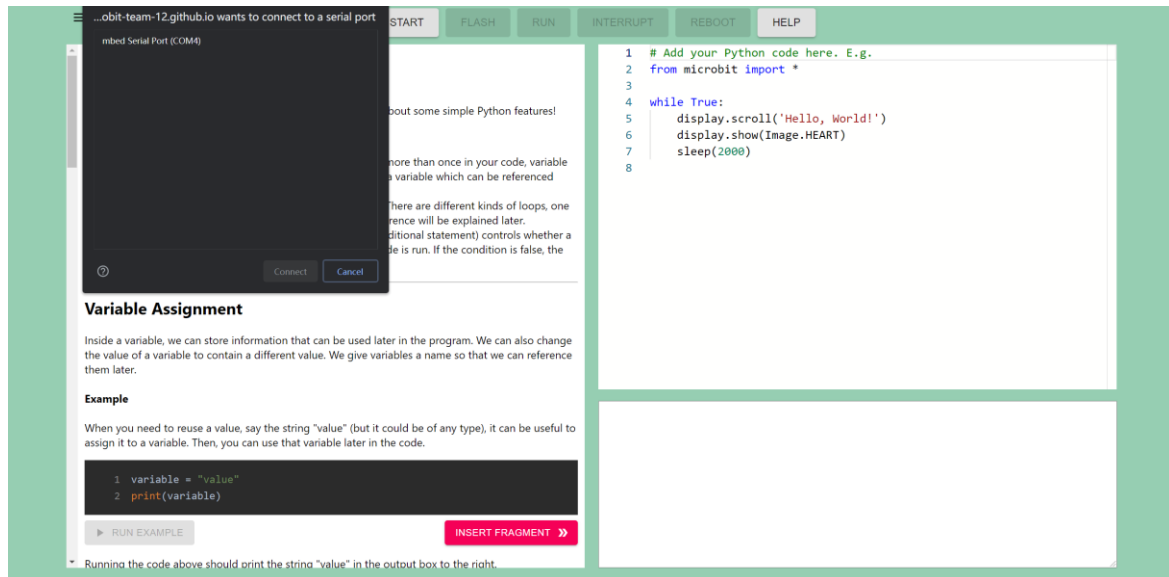 ...obit-team-12.github.io wants to connect to a serial port
mbed Serial Port (COM4)
Connect
Cancel
START
FLASH
RUN
INTERRUPT
REBOOT
HELP
bout some simple Python features!
more than once in your code, variable
a variable which can be referenced
There are different kinds of loops, one
rence will be explained later.
ditional statement) controls whether a
de is run. If the condition is false, the
Variable Assignment
Inside a variable, we can store information that can be used later in the program. We can also change
the value of a variable to contain a different value. We give variables a name so that we can reference
them later.
Example
When you need to reuse a value, say the string "value" (but it could be of any type), it can be useful to
assign it to a variable. Then, you can use that variable later in the code.
1 variable = "value"
2 print(variable)
RUN EXAMPLE
INSERT FRAGMENT
Running the code above should print the string "value" in the output box to the right.
1 # Add your Python code here. E.g.
2 from microbit import *
3
4 while True:
5 display.scroll('Hello, World!')
6 display.show(Image.HEART)
7 sleep(2000)
8